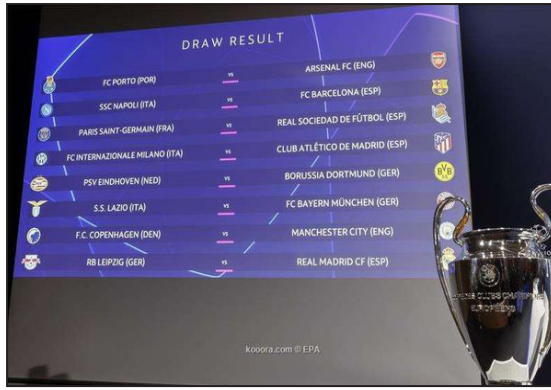 DRAW RESULT
FC PORTO (POR) VS ARSENAL FC (ENG)
SSC NAPOLI (ITA) VS FC BARCELONA (ESP)
PARIS SAINT-GERMAIN (FRA) VS REAL SOCIEDAD DE FÚTBOL (ESP)
FC INTERNAZIONALE MILANO (ITA) VS CLUB ATLÉTICO DE MADRID (ESP)
PSV EINDHOVEN (NED) VS BORUSSIA DORTMUND (GER)
S.S. LAZIO (ITA) VS FC BAYERN MÜNCHEN (GER)
F.C. COPENHAGEN (DEN) VS MANCHESTER CITY (ENG)
RB LEIPZIG (GER) VS REAL MADRID CF (ESP)
BVB
09
kooora.com © EPA